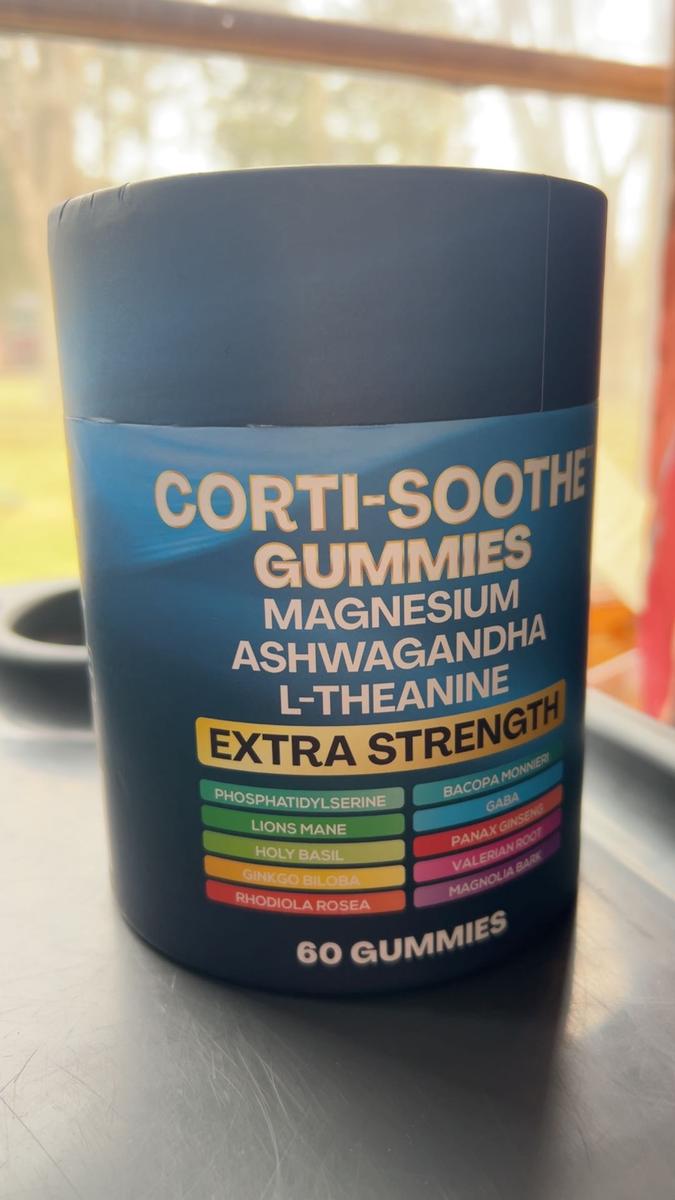 CORTI-SOOTHE™
GUMMIES
MAGNESIUM
ASHWAGANDHA
L-THEANINE
EXTRA STRENGTH
PHOSPHATIDYLSERINE
LIONS MANE
HOLY BASIL
GINKGO BILOBA
RHODIOLA ROSEA
BACOPA MONNIERI
GABA
PANAX GINSENG
VALERIAN ROOT
MAGNOLIA BARK
60 GUMMIES